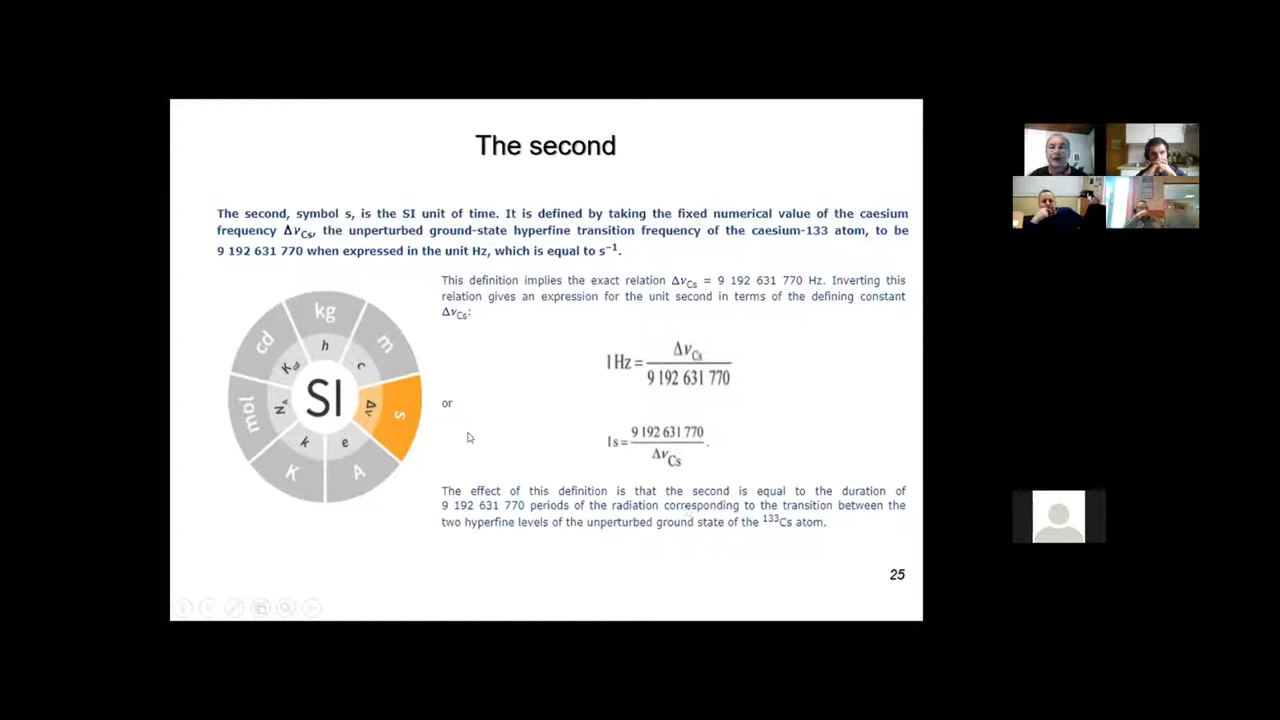 The second
The second, symbol s, is the SI unit of time. It is defined by taking the fixed numerical value of the caesium
frequency Δν_Cs, the unperturbed ground-state hyperfine transition frequency of the caesium-133 atom, to be
9 192 631 770 when expressed in the unit Hz, which is equal to s⁻¹.
This definition implies the exact relation Δν_Cs = 9 192 631 770 Hz. Inverting this
relation gives an expression for the unit second in terms of the defining constant
Δν_Cs:
1 Hz = Δν_Cs / 9 192 631 770
or
1 s = 9 192 631 770 / Δν_Cs.
The effect of this definition is that the second is equal to the duration of
9 192 631 770 periods of the radiation corresponding to the transition between the
two hyperfine levels of the unperturbed ground state of the ¹³³Cs atom.
kg
m
s
A
K
mol
cd
h
c
Δν
e
k
N_A
K_cd
SI
25